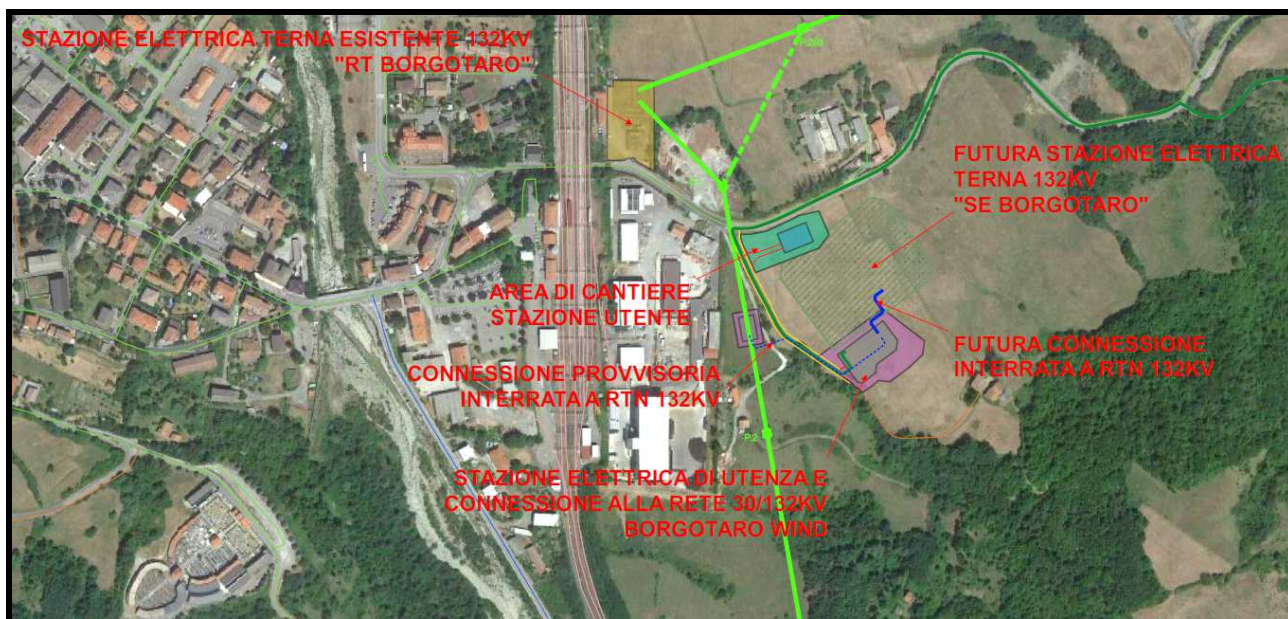 STAZIONE ELETTRICA TERNA ESISTENTE 132KV
"RT BORGOTARO"
FUTURA STAZIONE ELETTRICA
TERNA 132KV
"SE BORGOTARO"
AREA DI CANTIERE
STAZIONE UTENTE
FUTURA CONNESSIONE
INTERRATA A RTN 132KV
CONNESSIONE PROVVISORIA
INTERRATA A RTN 132KV
P.2
STAZIONE ELETTRICA DI UTENZA E
CONNESSIONE ALLA RETE 30/132KV
BORGOTARO WIND